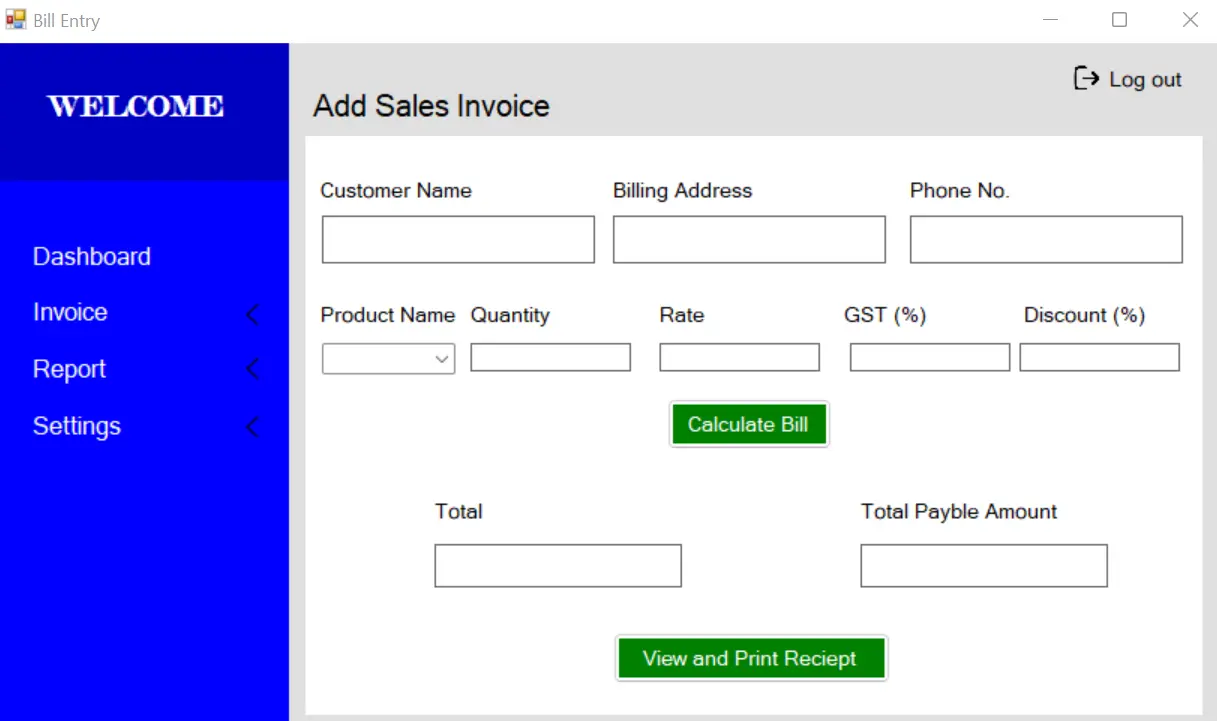 Bill Entry
WELCOME
Dashboard
Invoice
Report
Settings
Log out
Add Sales Invoice
Customer Name Billing Address Phone No.
Product Name Quantity Rate GST (%) Discount (%)
Calculate Bill
Total Total Payble Amount
View and Print Reciept